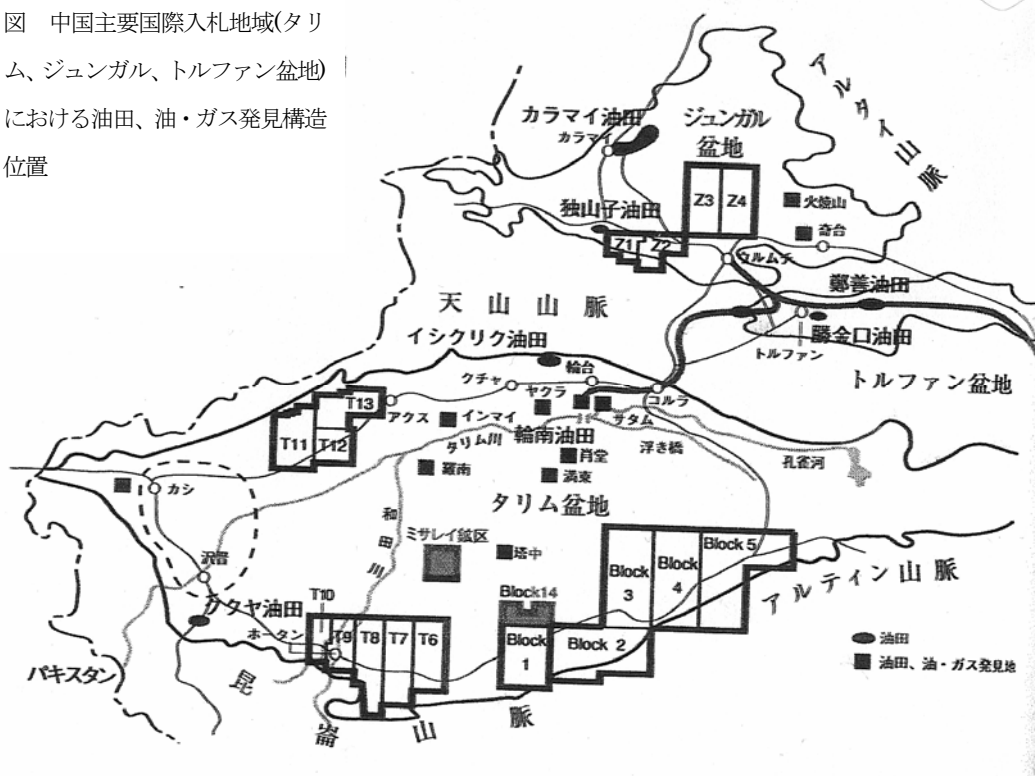 図　中国主要国際入札地域(タリ
ム、ジュンガル、トルファン盆地)
における油田、油・ガス発見構造
位置
アルタイ山脈
カラマイ油田
カラマイ
ジュンガル
盆地
Z3
Z4
火焼山
独山子油田
奇台
Z1
Z2
ウルムチ
鄯善油田
天山山脈
勝金口油田
イシクリク油田
トルファン
輪台
クチャ
トルファン盆地
ヤクラ
コルラ
T13
アクス
インマイ
サタム
T11
T12
タリム川
輪南油田
浮き橋
肖堂
孔雀河
羅南
満東
カシ
タリム盆地
和田川
ミサレイ鉱区
塔中
Block 5
Block
4
Block
3
アルティン山脈
T10
Block14
ククヤ油田
ホータン
T9
T8
T7
T6
Block
1
Block 2
油田
油田、油・ガス発見地
パキスタン
昆崙山脈